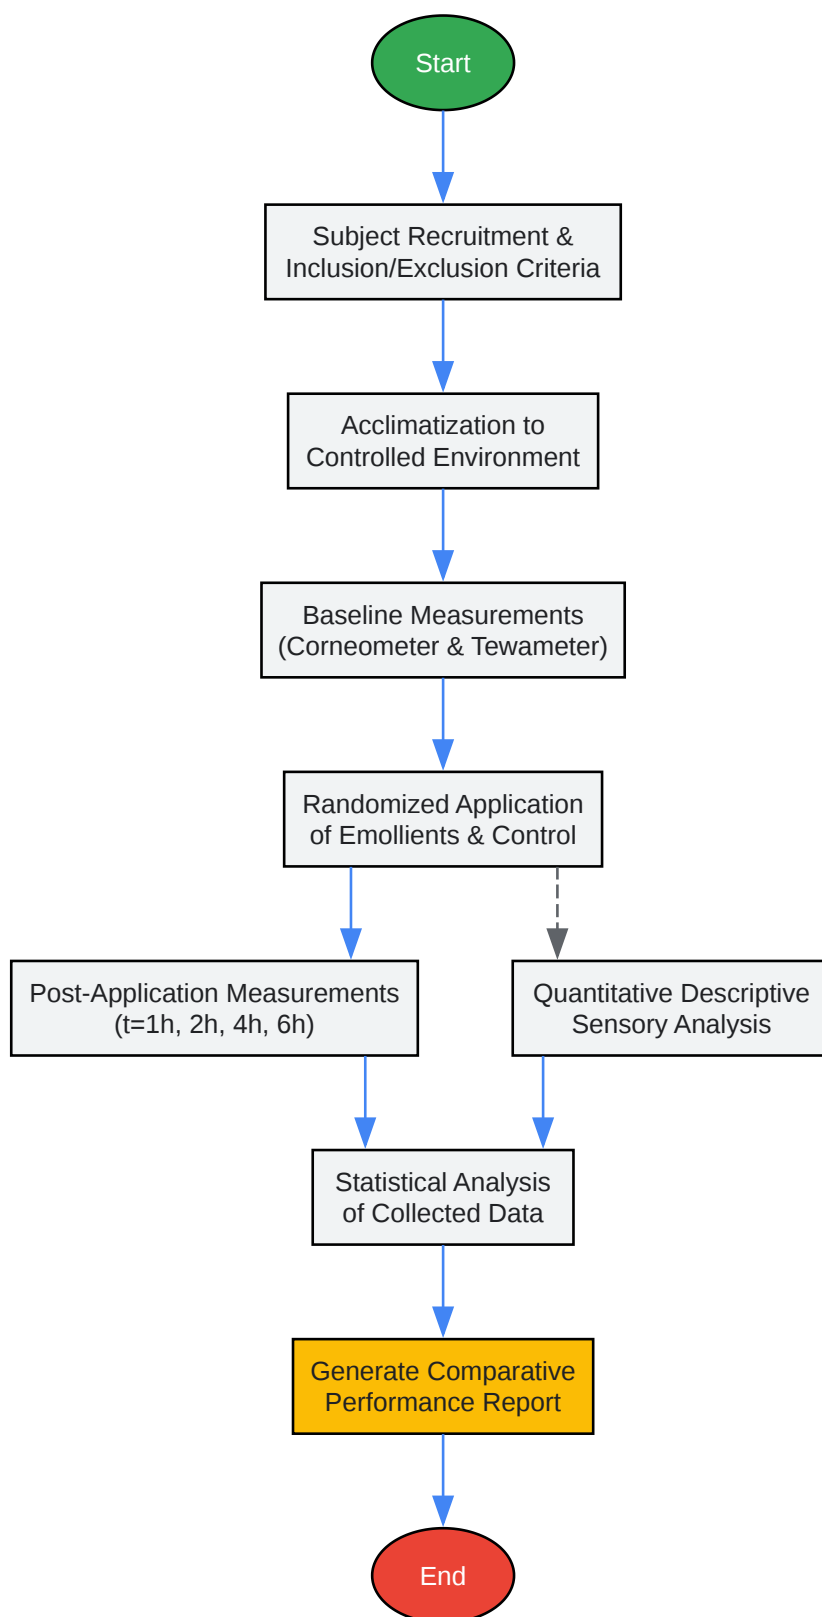 Start
Subject Recruitment &
Inclusion/Exclusion Criteria
Acclimatization to
Controlled Environment
Baseline Measurements
(Corneometer & Tewameter)
Randomized Application
of Emollients & Control
Post-Application Measurements
(t=1h, 2h, 4h, 6h)
Quantitative Descriptive
Sensory Analysis
Statistical Analysis
of Collected Data
Generate Comparative
Performance Report
End